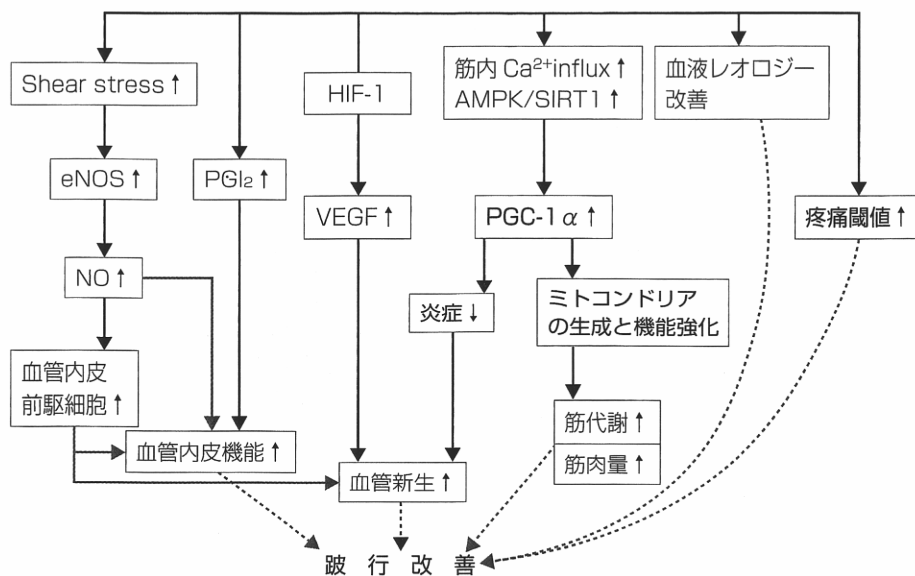 Shear stress↑
eNOS↑
NO↑
血管内皮
前駆細胞↑
PGI₂↑
血管内皮機能↑
HIF-1
VEGF↑
血管新生↑
筋内 Ca²⁺influx↑
AMPK/SIRT1↑
PGC-1α↑
炎症↓
ミトコンドリア
の生成と機能強化
筋代謝↑
筋肉量↑
血液レオロジー
改善
疼痛閾値↑
跛行改善